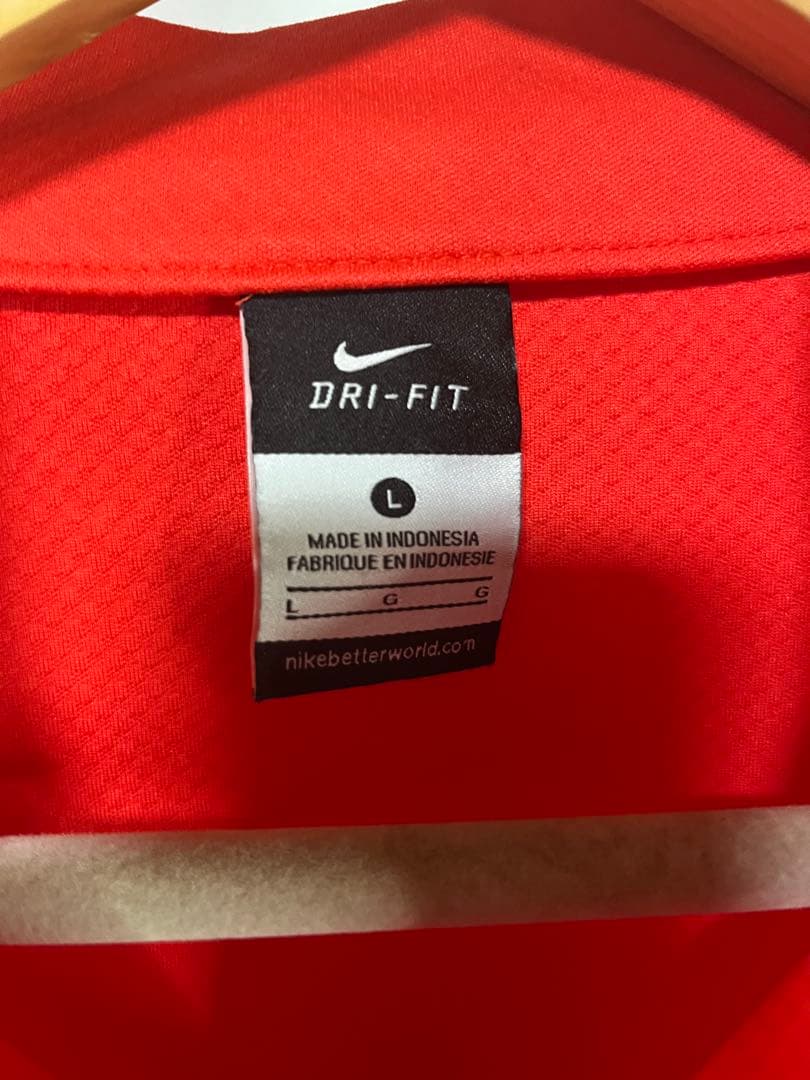 DRI-FIT
L
MADE IN INDONESIA
FABRIQUE EN INDONESIE
L G G
nikebetterworld.com